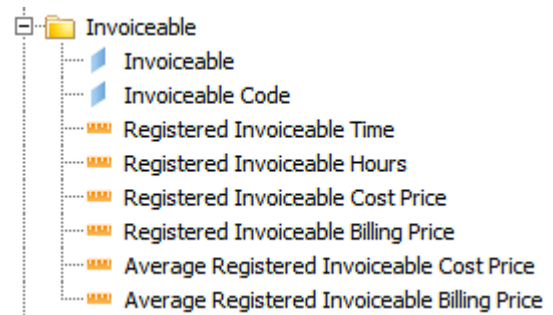 Invoiceable
Invoiceable
Invoiceable Code
Registered Invoiceable Time
Registered Invoiceable Hours
Registered Invoiceable Cost Price
Registered Invoiceable Billing Price
Average Registered Invoiceable Cost Price
Average Registered Invoiceable Billing Price